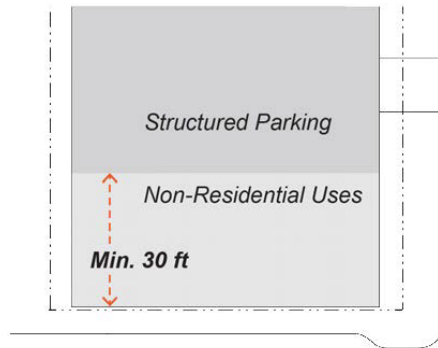 Structured Parking
Non-Residential Uses
Min. 30 ft